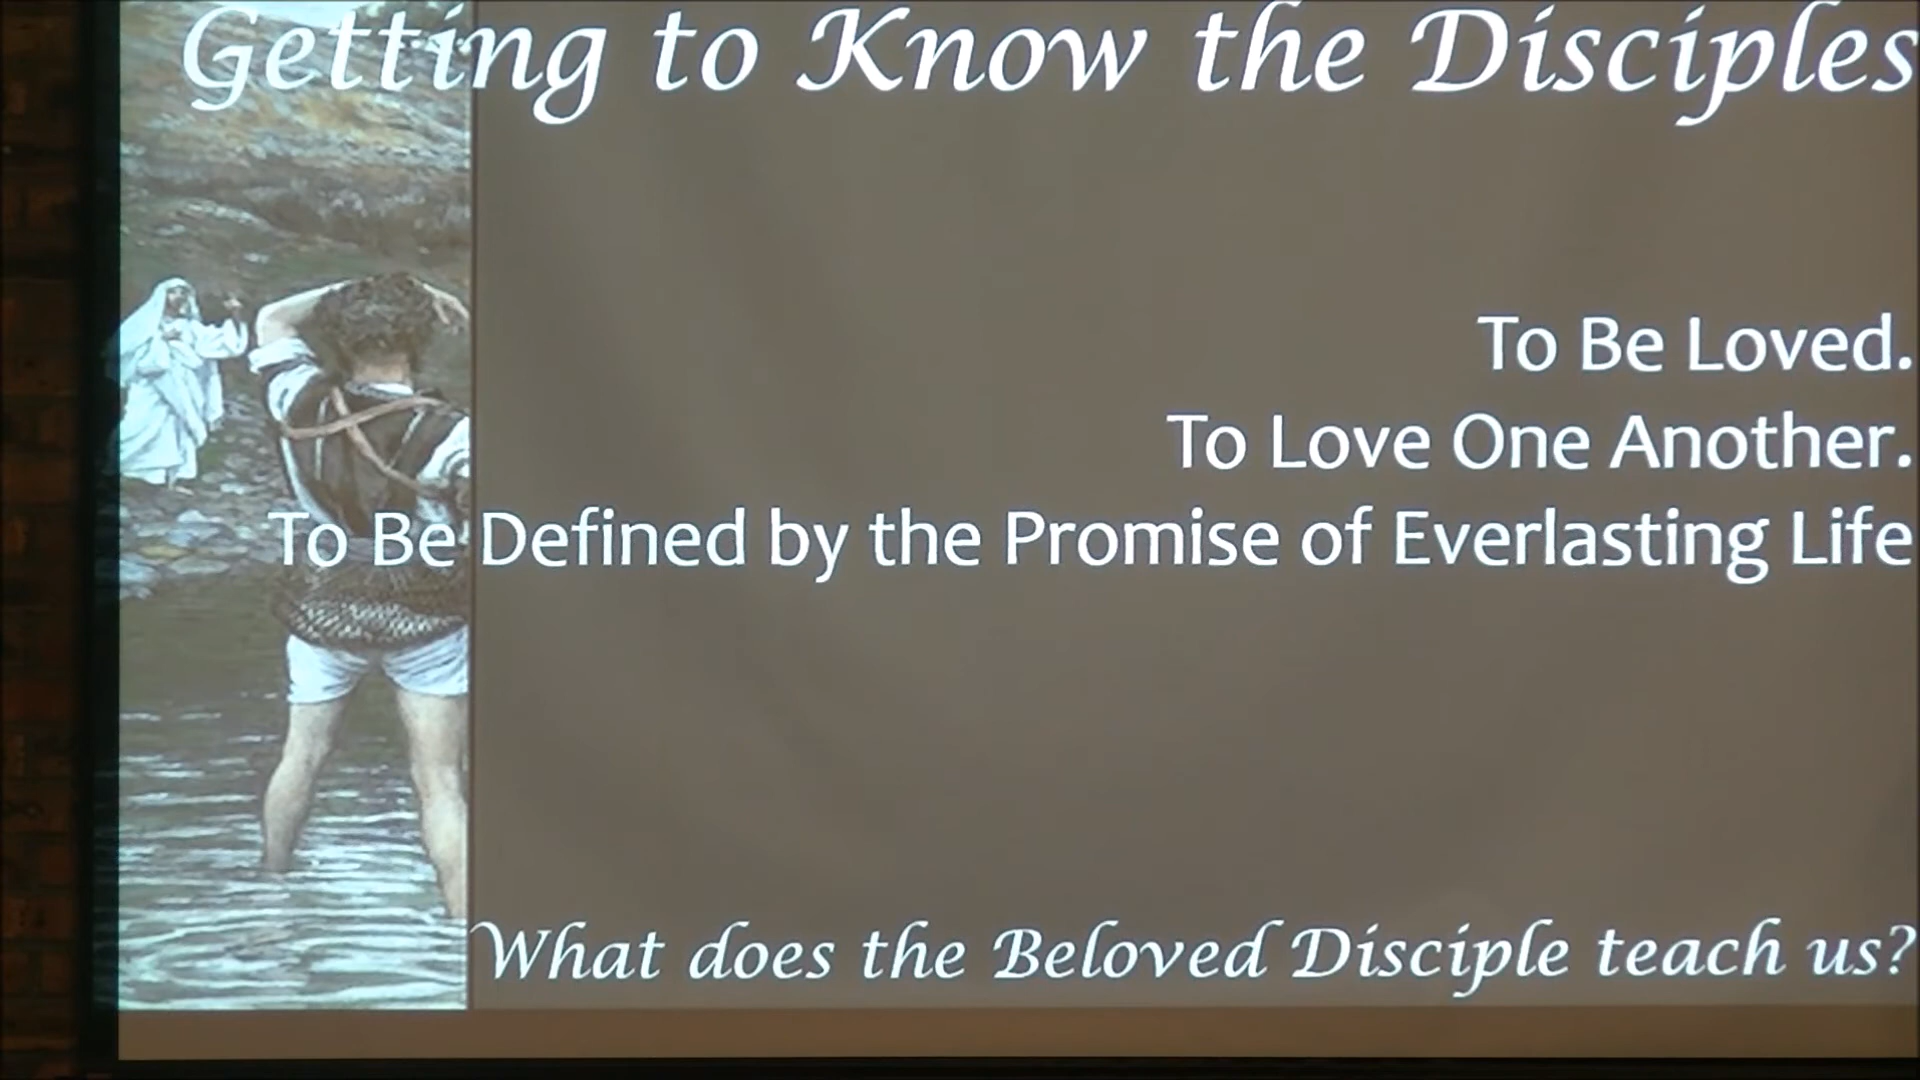 Getting to Know the Disciples
To Be Loved.
To Love One Another.
To Be Defined by the Promise of Everlasting Life
What does the Beloved Disciple teach us?